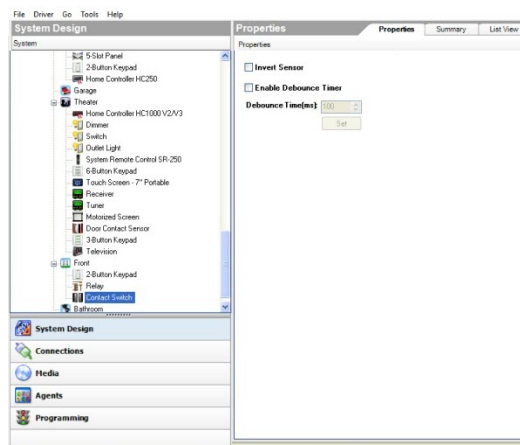 File Driver Go Tools Help
System Design
System
5-Slot Panel
2-Button Keypad
Home Controller HC250
Garage
Theater
Home Controller HC1000 V2/V3
Dimmer
Switch
Outlet Light
System Remote Control SR-250
6-Button Keypad
Touch Screen - 7" Portable
Receiver
Tuner
Motorized Screen
Door Contact Sensor
3-Button Keypad
Television
Front
2-Button Keypad
Relay
Contact Switch
Bathroom
System Design
Connections
Media
Agents
Programming
Properties
Properties Summary List View
Properties
Invert Sensor
Enable Debounce Timer
Debounce Time(ms): 100
Set